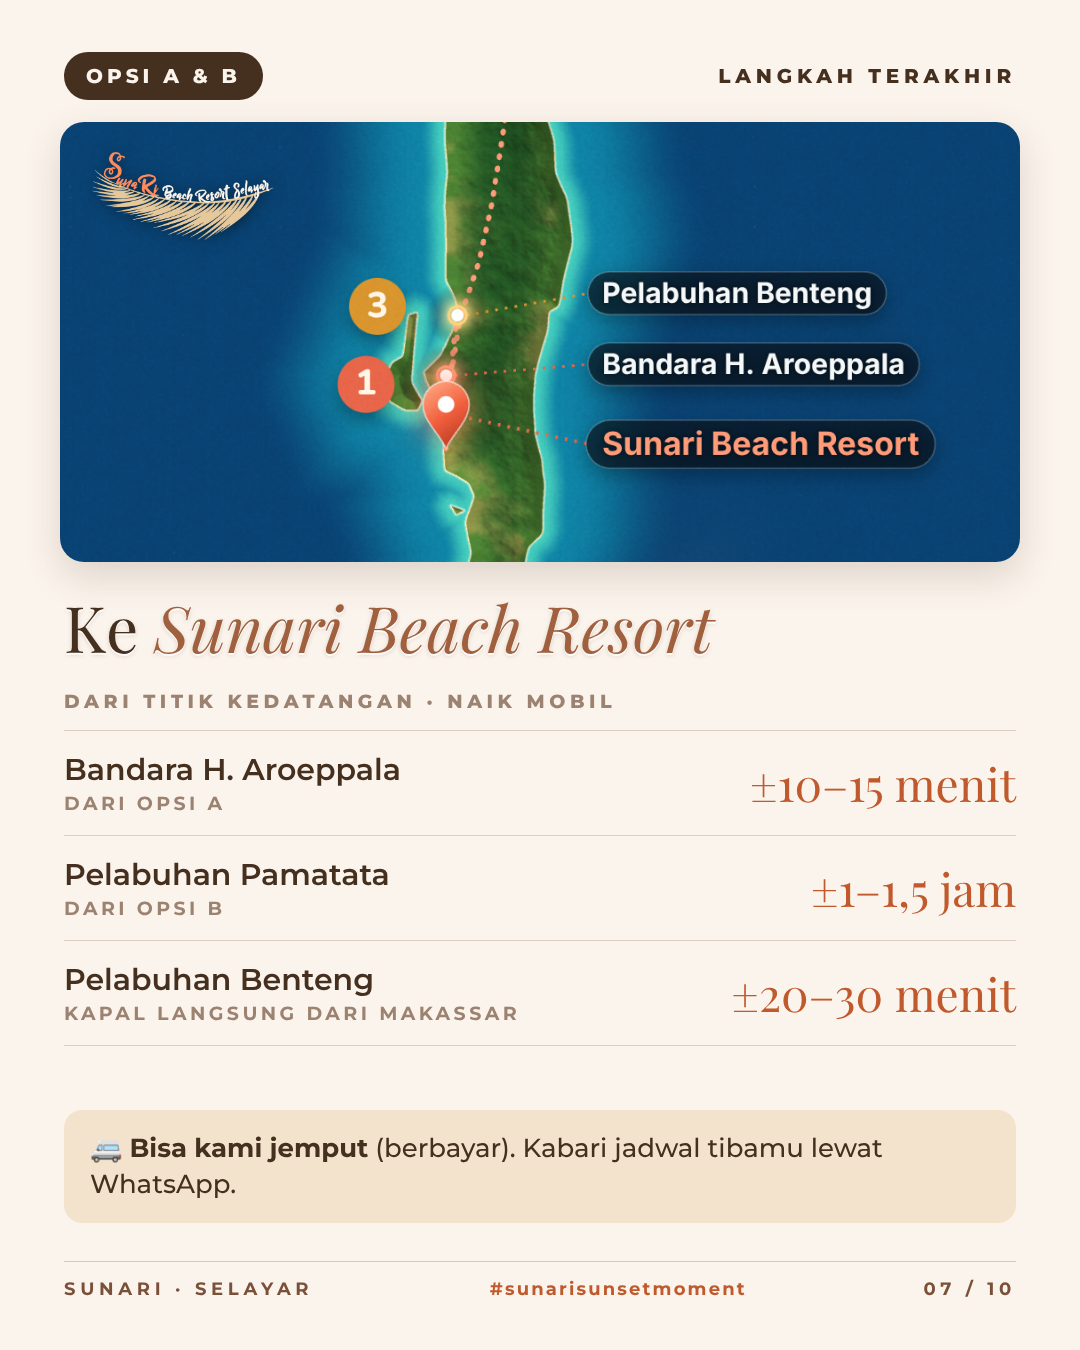 OPSI A & B
LANGKAH TERAKHIR
SunaRi Beach Resort Selayar
3
Pelabuhan Benteng
1
Bandara H. Aroeppala
Sunari Beach Resort
Ke Sunari Beach Resort
DARI TITIK KEDATANGAN · NAIK MOBIL
Bandara H. Aroeppala
DARI OPSI A
±10–15 menit
Pelabuhan Pamatata
DARI OPSI B
±1–1,5 jam
Pelabuhan Benteng
KAPAL LANGSUNG DARI MAKASSAR
±20–30 menit
🚐 Bisa kami jemput (berbayar). Kabari jadwal tibamu lewat
WhatsApp.
SUNARI · SELAYAR
#sunarisunsetmoment
07 / 10